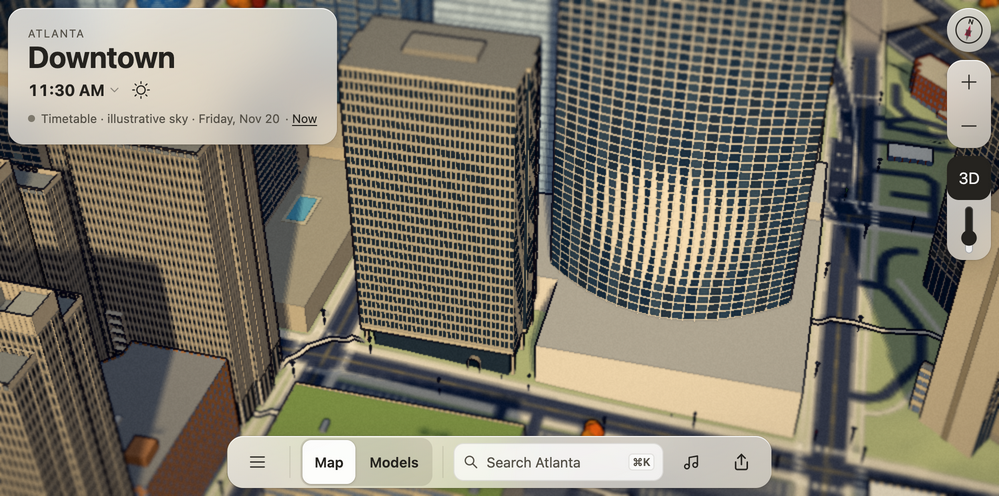 ATLANTA
Downtown
11:30 AM
Timetable · illustrative sky · Friday, Nov 20 · Now
N
3D
Map
Models
Search Atlanta
⌘K